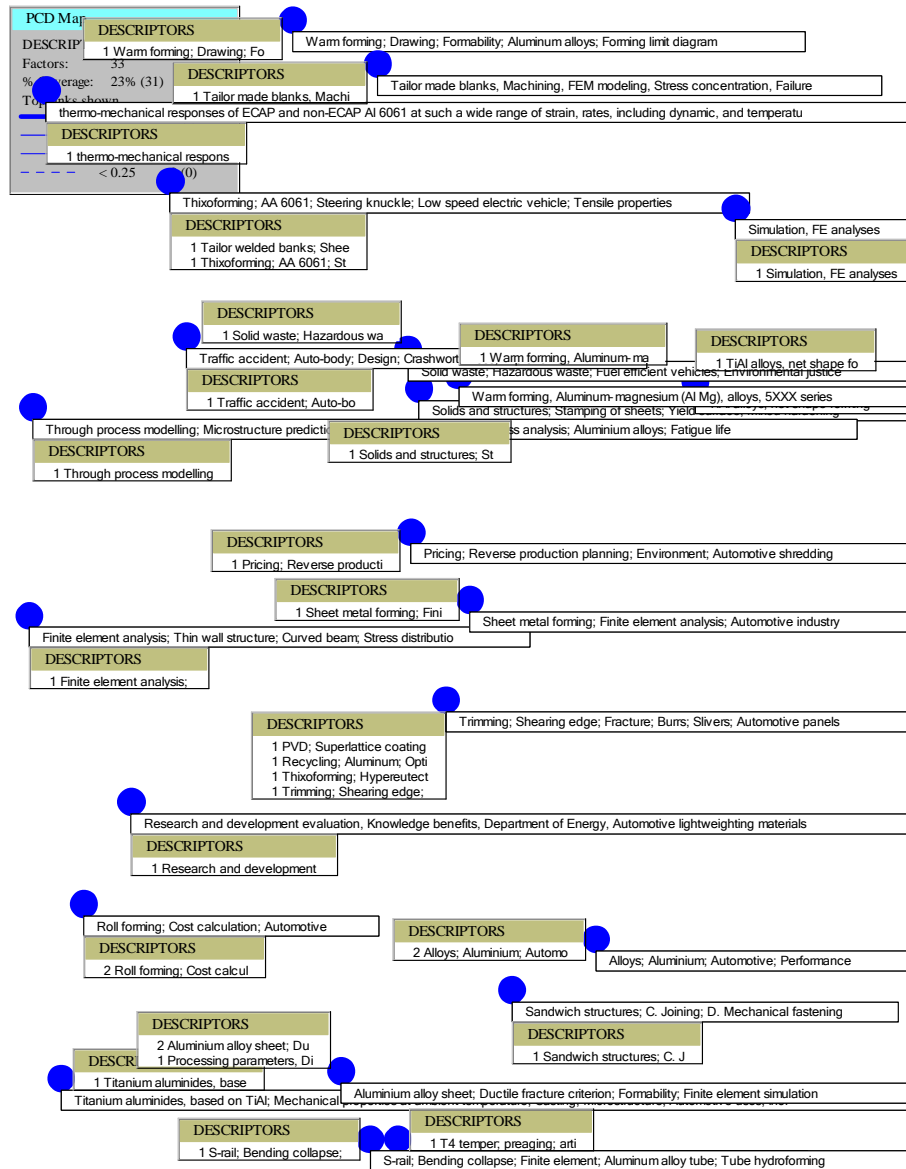 PCD Map
DESCRIPTORS
1 Warm forming; Drawing; Fo
Warm forming; Drawing; Formability; Aluminum alloys; Forming limit diagram
Factors: 33
DESCRIPTORS
1 Tailor made blanks, Machi
Tailor made blanks, Machining, FEM modeling, Stress concentration, Failure
23% (31)
thermo-mechanical responses of ECAP and non-ECAP Al 6061 at such a wide range of strain, rates, including dynamic, and temperatu
DESCRIPTORS
1 thermo-mechanical respons
< 0.25 (0)
Thixoforming; AA 6061; Steering knuckle; Low speed electric vehicle; Tensile properties
DESCRIPTORS
1 Tailor welded banks; Shee
1 Thixoforming; AA 6061; St
Simulation, FE analyses
DESCRIPTORS
1 Simulation, FE analyses
DESCRIPTORS
1 Solid waste; Hazardous wa
Traffic accident; Auto-body; Design; Crashwort
DESCRIPTORS
1 Traffic accident; Auto-bo
DESCRIPTORS
1 Warm forming, Aluminum-ma
DESCRIPTORS
1 TiAl alloys, net shape fo
Solid waste; Hazardous waste; Fuel efficient vehicles; Environmental justice
Warm forming, Aluminum-magnesium (Al Mg), alloys, 5XXX series
Solids and structures; Stamping of sheets; Yield
Through process modelling; Microstructure predictio
ss analysis; Aluminium alloys; Fatigue life
DESCRIPTORS
1 Through process modelling
DESCRIPTORS
1 Solids and structures; St
DESCRIPTORS
1 Pricing; Reverse producti
Pricing; Reverse production planning; Environment; Automotive shredding
DESCRIPTORS
1 Sheet metal forming; Fini
Sheet metal forming; Finite element analysis; Automotive industry
Finite element analysis; Thin wall structure; Curved beam; Stress distributio
DESCRIPTORS
1 Finite element analysis;
Trimming; Shearing edge; Fracture; Burrs; Slivers; Automotive panels
DESCRIPTORS
1 PVD; Superlattice coating
1 Recycling; Aluminum; Opti
1 Thixoforming; Hypereutect
1 Trimming; Shearing edge;
Research and development evaluation, Knowledge benefits, Department of Energy, Automotive lightweighting materials
DESCRIPTORS
1 Research and development
Roll forming; Cost calculation; Automotive
DESCRIPTORS
2 Roll forming; Cost calcul
DESCRIPTORS
2 Alloys; Aluminium; Automo
Alloys; Aluminium; Automotive; Performance
Sandwich structures; C. Joining; D. Mechanical fastening
DESCRIPTORS
1 Sandwich structures; C. J
DESCRIPTORS
2 Aluminium alloy sheet; Du
1 Processing parameters, Di
1 Titanium aluminides, base
Titanium aluminides, based on TiAl; Mechanical
Aluminium alloy sheet; Ductile fracture criterion; Formability; Finite element simulation
DESCRIPTORS
1 S-rail; Bending collapse;
DESCRIPTORS
1 T4 temper; preaging; arti
S-rail; Bending collapse; Finite element; Aluminum alloy tube; Tube hydroforming